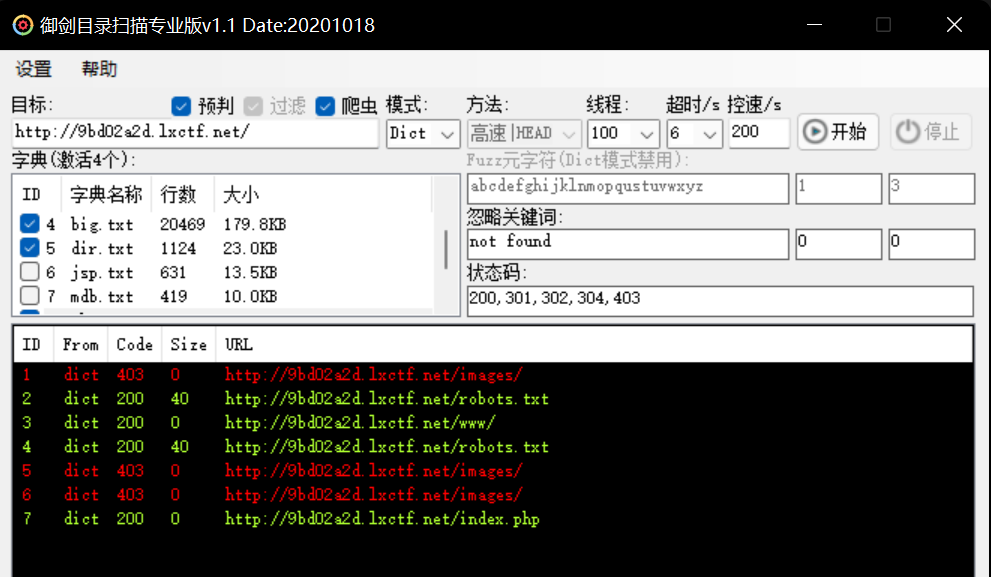 御剑目录扫描专业版v1.1 Date:20201018
设置 帮助
目标: 预判 过滤 爬虫 模式: 方法: 线程: 超时/s 控速/s
http://9bd02a2d.lxctf.net/ Dict 高速|HEAD 100 6 200 开始 停止
字典(激活4个): Fuzz元字符(Dict模式禁用):
ID 字典名称 行数 大小
abcdefghijklnmopqustuvwxyz 1 3
4 big.txt 20469 179.8KB
5 dir.txt 1124 23.0KB
6 jsp.txt 631 13.5KB
7 mdb.txt 419 10.0KB
忽略关键词:
not found 0 0
状态码:
200,301,302,304,403
ID From Code Size URL
1 dict 403 0 http://9bd02a2d.lxctf.net/images/
2 dict 200 40 http://9bd02a2d.lxctf.net/robots.txt
3 dict 200 0 http://9bd02a2d.lxctf.net/www/
4 dict 200 40 http://9bd02a2d.lxctf.net/robots.txt
5 dict 403 0 http://9bd02a2d.lxctf.net/images/
6 dict 403 0 http://9bd02a2d.lxctf.net/images/
7 dict 200 0 http://9bd02a2d.lxctf.net/index.php